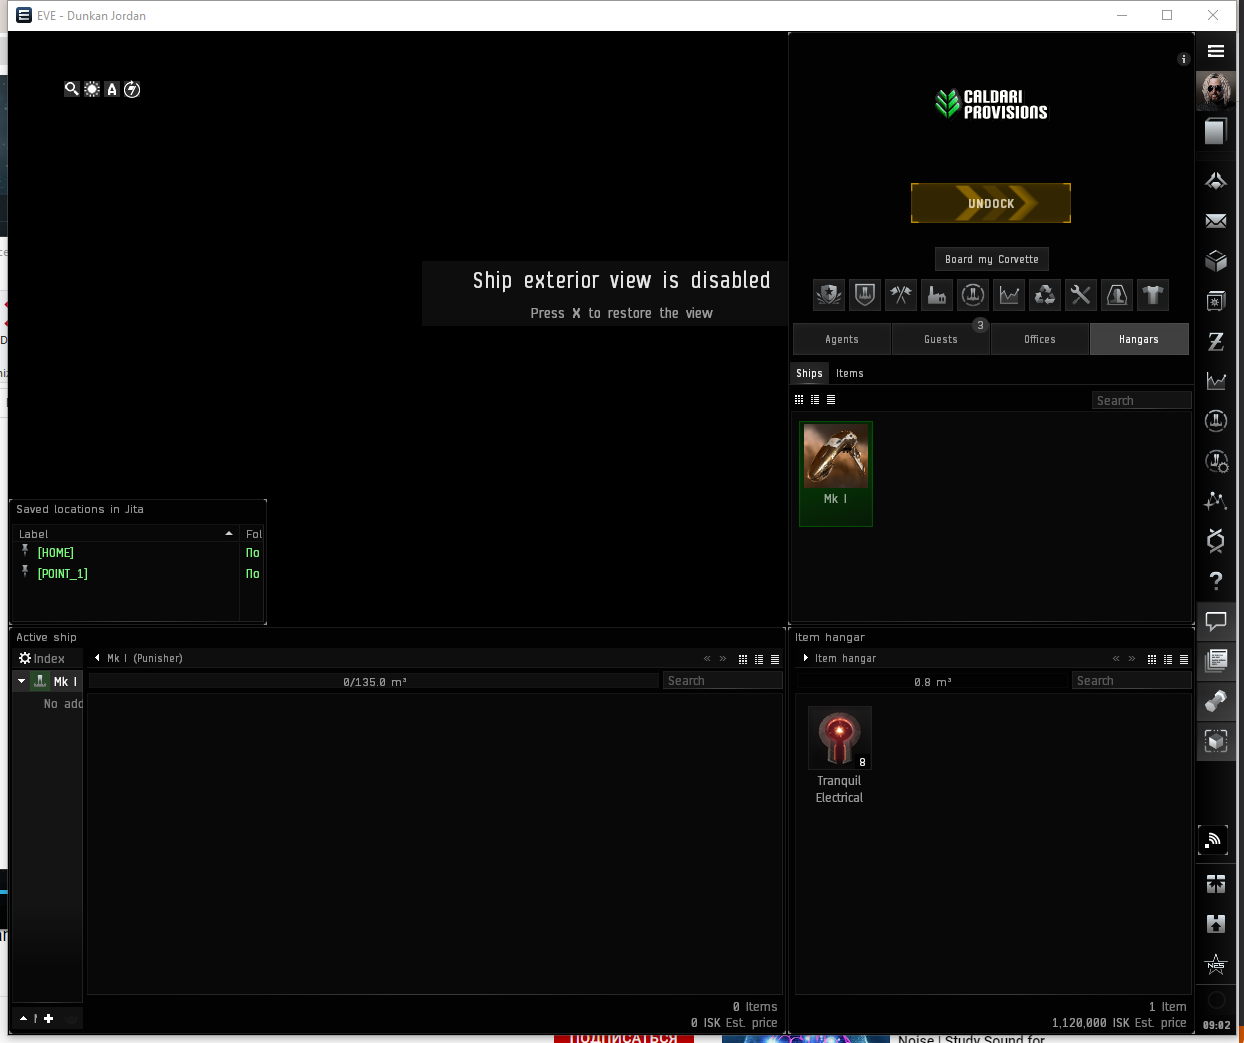 EVE - Dunkan Jordan
CALDARI
PROVISIONS
UNDOCK
Board my Corvette
Ship exterior view is disabled
Press X to restore the view
3
Agents
Guests
Offices
Hangars
Ships
Items
Search
Mk I
Saved locations in Jita
Label
Fol
[HOME]
По
[POINT_1]
По
Active ship
Index
Mk I (Punisher)
0/135.0 m³
Search
Mk I
No add
0 Items
0 ISK Est. price
Item hangar
Item hangar
0.8 m³
Search
8
Tranquil
Electrical
1 Item
1,120,000 ISK Est. price
NES
09:02
ПОДПИСАТЬСЯ
Noise | Study Sound for